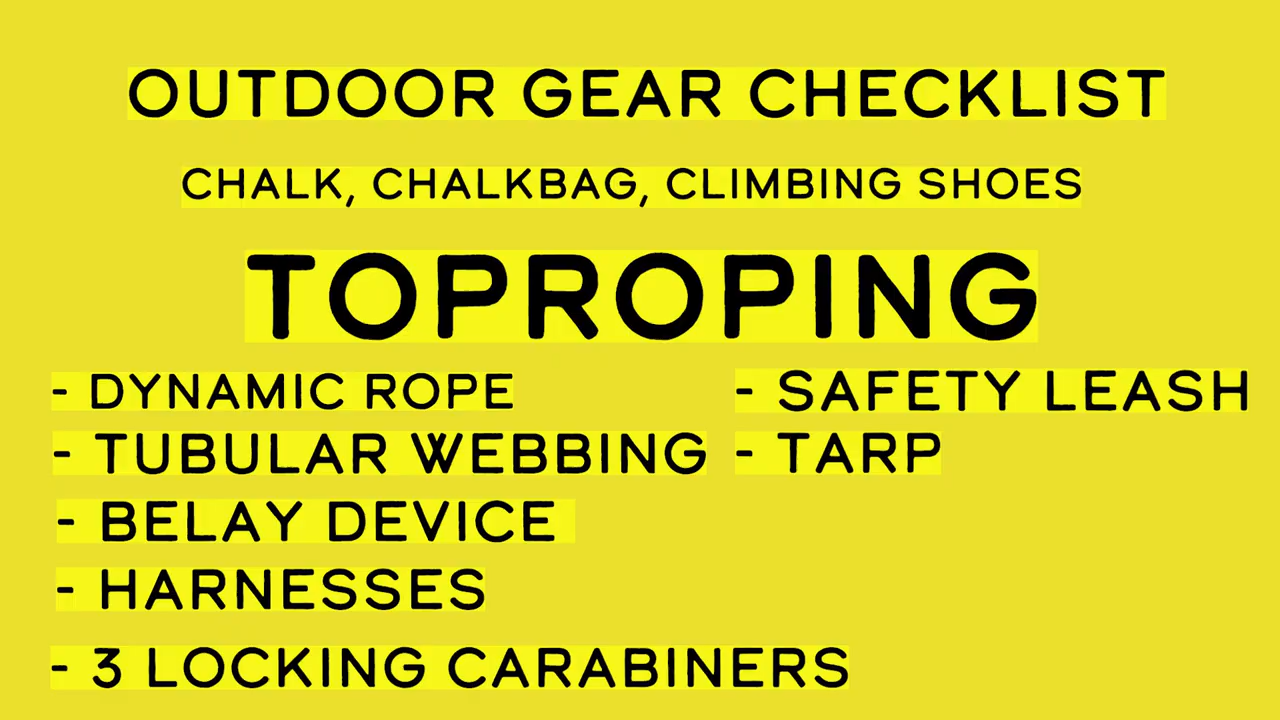 OUTDOOR GEAR CHECKLIST
CHALK, CHALKBAG, CLIMBING SHOES
TOPROPING
- DYNAMIC ROPE
- TUBULAR WEBBING
- BELAY DEVICE
- HARNESSES
- 3 LOCKING CARABINERS
- SAFETY LEASH
- TARP